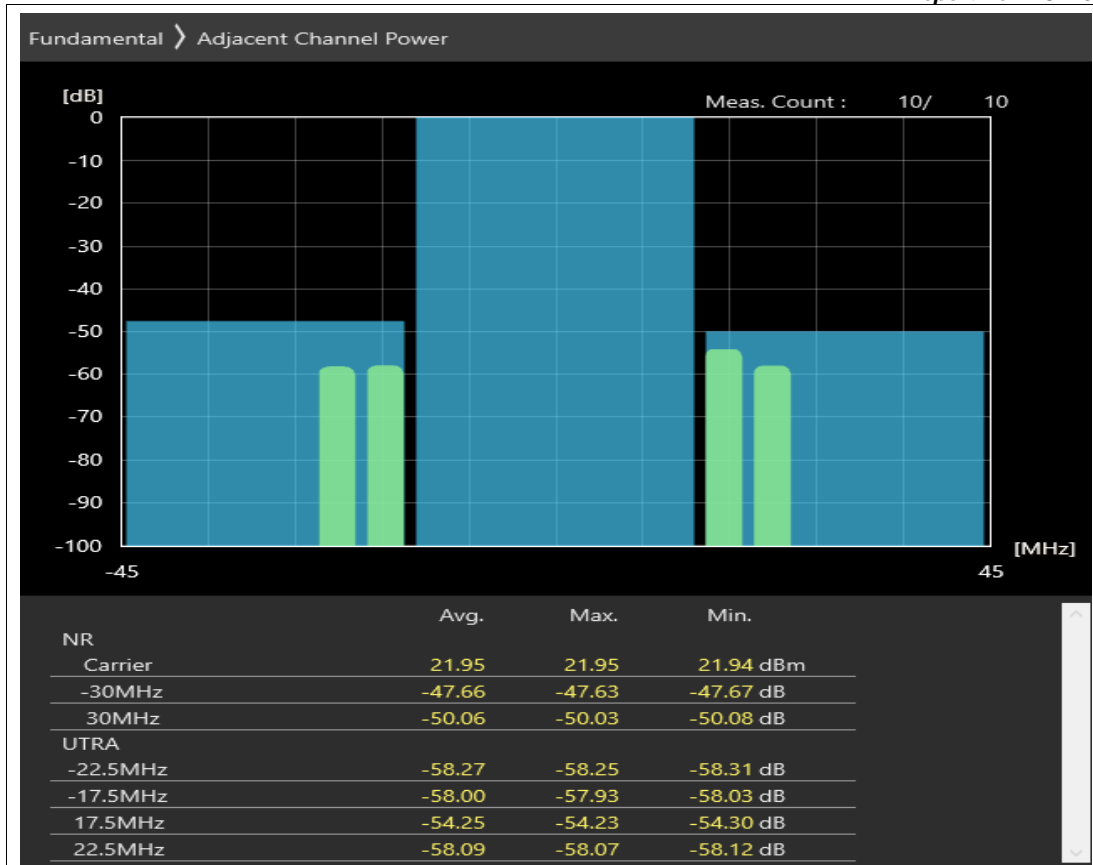 Fundamental 》 Adjacent Channel Power
[dB]
Meas. Count : 10/ 10
0
-10
-20
-30
-40
-50
-60
-70
-80
-90
-100
[MHz]
-45 45
Avg. Max. Min.
NR
Carrier 21.95 21.95 21.94 dBm
-30MHz -47.66 -47.63 -47.67 dB
30MHz -50.06 -50.03 -50.08 dB
UTRA
-22.5MHz -58.27 -58.25 -58.31 dB
-17.5MHz -58.00 -57.93 -58.03 dB
17.5MHz -54.25 -54.23 -54.30 dB
22.5MHz -58.09 -58.07 -58.12 dB